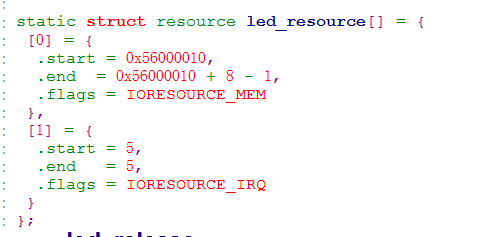 static struct resource led_resource[] = {
[0] = {
.start = 0x56000010,
.end = 0x56000010 + 8 - 1,
.flags = IORESOURCE_MEM
},
[1] = {
.start = 5,
.end = 5,
.flags = IORESOURCE_IRQ
}
};